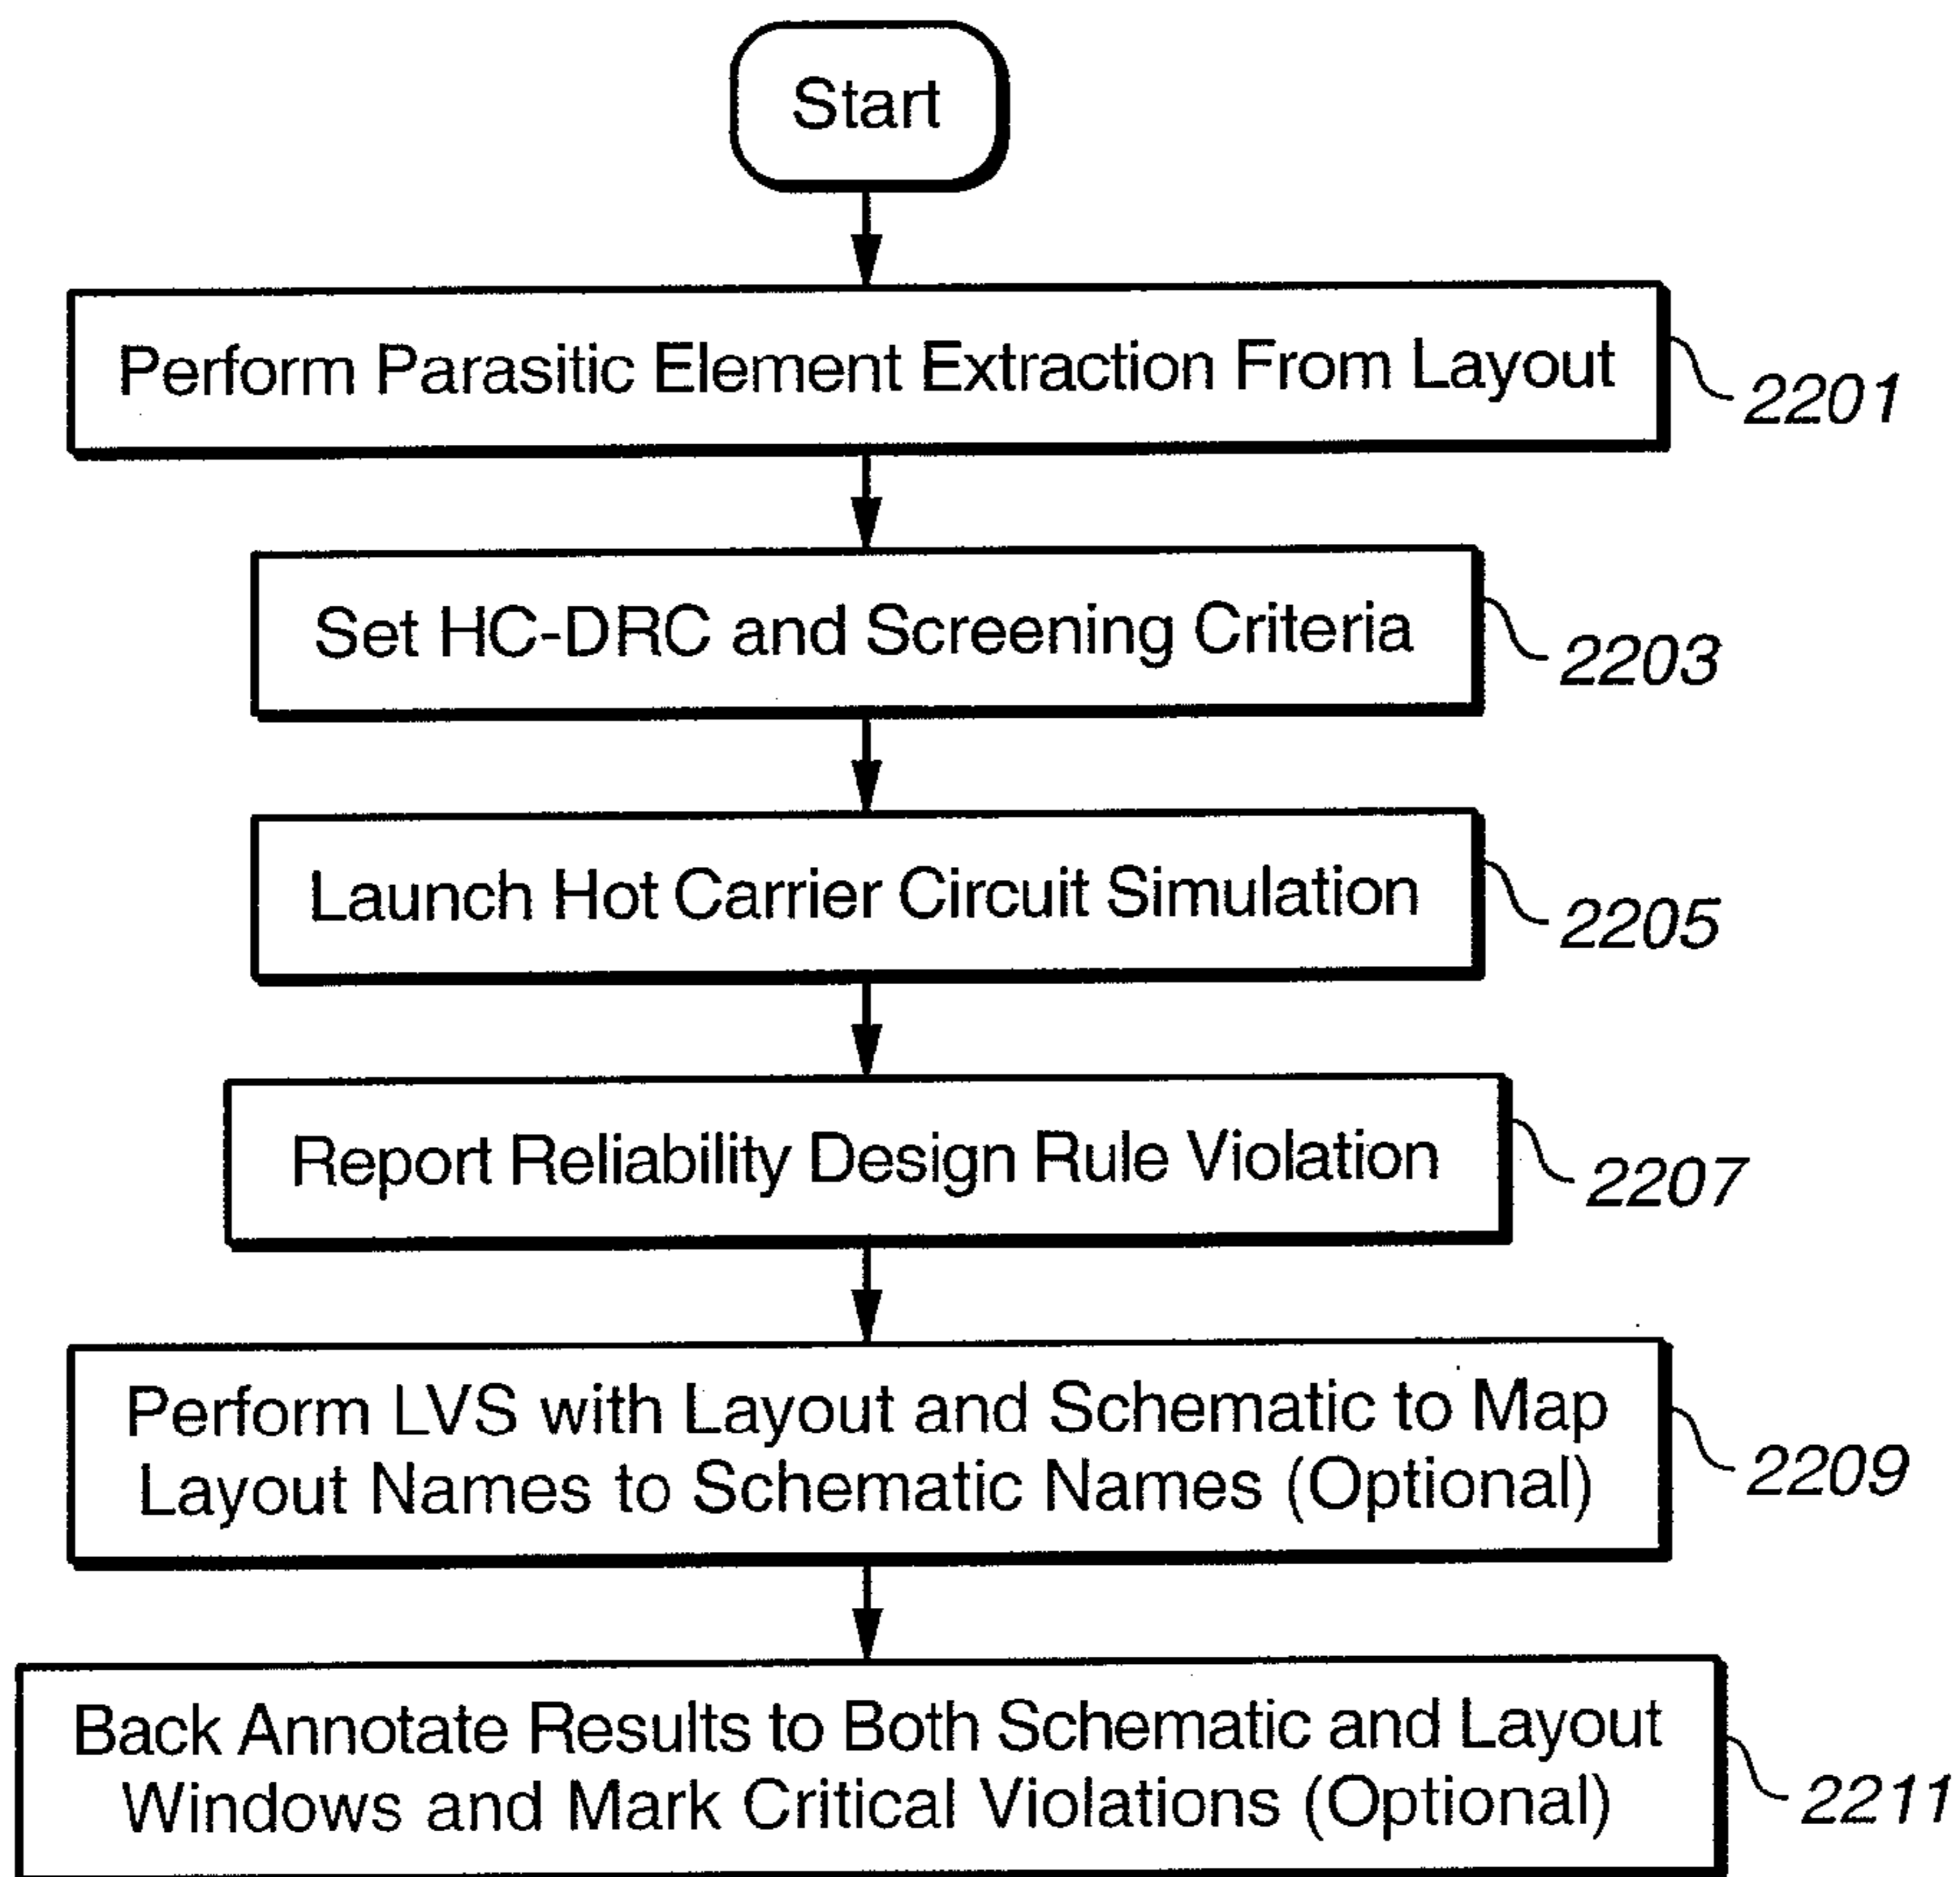 Start
Perform Parasitic Element Extraction From Layout
2201
Set HC-DRC and Screening Criteria
2203
Launch Hot Carrier Circuit Simulation
2205
Report Reliability Design Rule Violation
2207
Perform LVS with Layout and Schematic to Map
Layout Names to Schematic Names (Optional)
2209
Back Annotate Results to Both Schematic and Layout
Windows and Mark Critical Violations (Optional)
2211